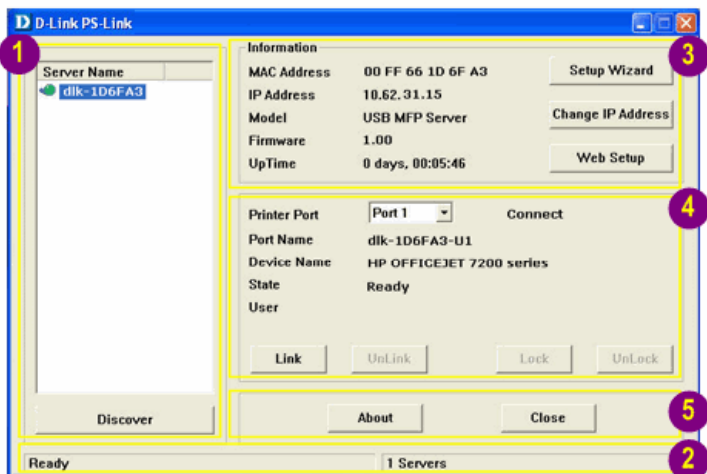 D D-Link PS-Link
1
Server Name
dlk-1D6FA3
Discover
Information
3
MAC Address 00 FF 66 1D 6F A3 Setup Wizard
IP Address 10.62.31.15
Model USB MFP Server Change IP Address
Firmware 1.00
UpTime 0 days, 00:05:46 Web Setup
4
Printer Port Port 1 Connect
Port Name dlk-1D6FA3-U1
Device Name HP OFFICEJET 7200 series
State Ready
User
Link UnLink Lock UnLock
About Close 5
Ready 1 Servers 2